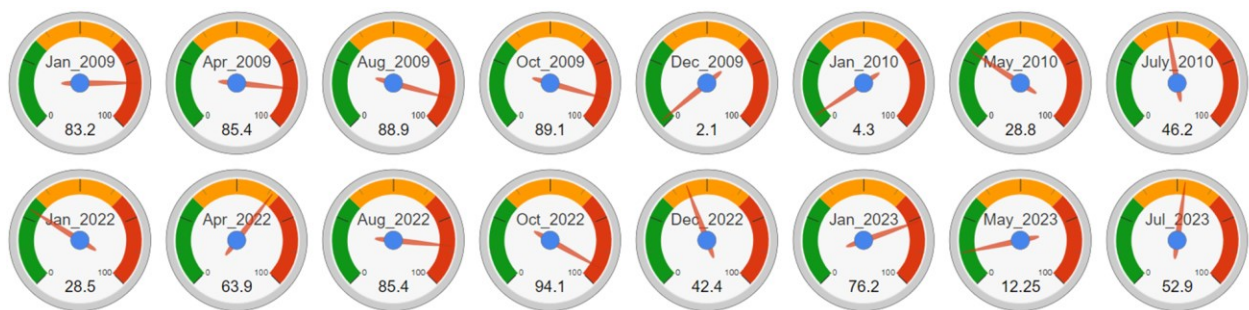 Jan_2009 Apr_2009 Aug_2009 Oct_2009 Dec_2009 Jan_2010 May_2010 July_2010
0 100 0 100 0 100 0 100 0 100 0 100 0 100 0 100
83.2 85.4 88.9 89.1 2.1 4.3 28.8 46.2
Jan_2022 Apr_2022 Aug_2022 Oct_2022 Dec_2022 Jan_2023 May_2023 Jul_2023
0 100 0 100 0 100 0 100 0 100 0 100 0 100 0 100
28.5 63.9 85.4 94.1 42.4 76.2 12.25 52.9